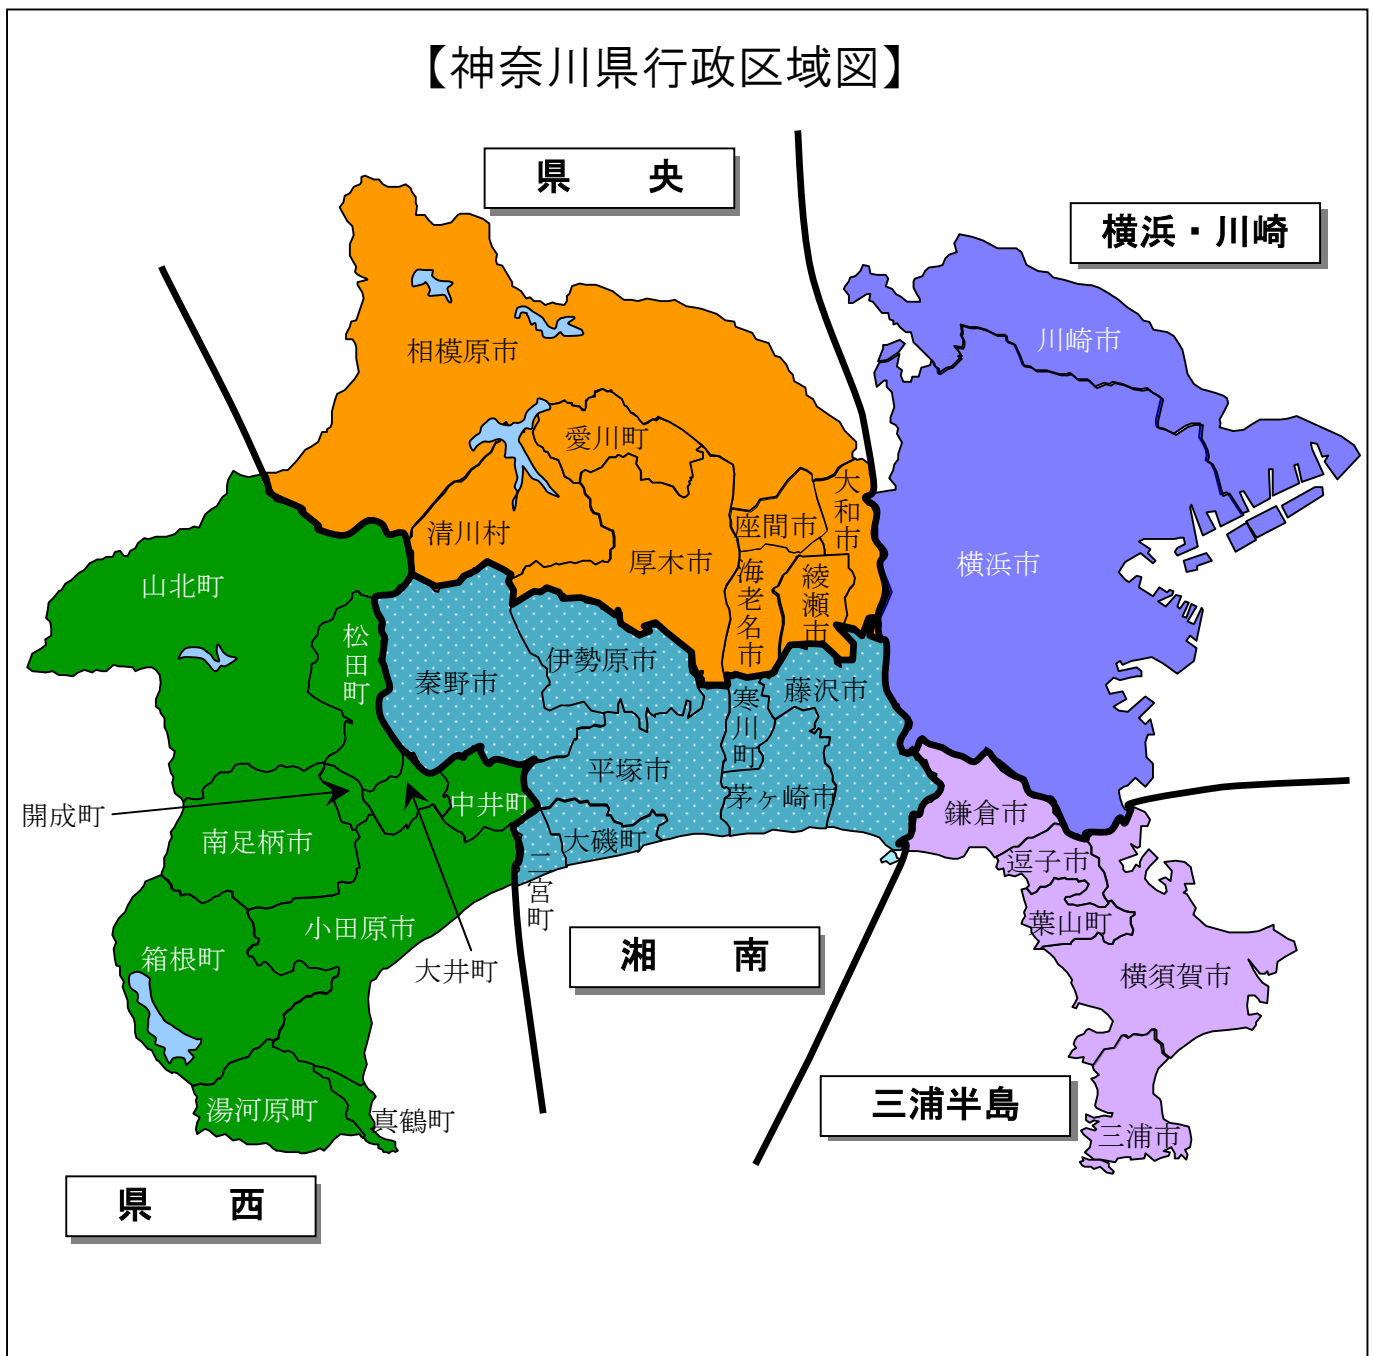 【神奈川県行政区域図】
県　　央
横浜・川崎
川崎市
相模原市
愛川町
大和市
座間市
清川村
厚木市
海老名市
綾瀬市
横浜市
山北町
松田町
伊勢原市
秦野市
寒川町
藤沢市
平塚市
茅ヶ崎市
中井町
開成町
南足柄市
大磯町
二宮町
鎌倉市
逗子市
葉山町
小田原市
箱根町
大井町
湘　　南
横須賀市
三浦半島
湯河原町
真鶴町
三浦市
県　　西